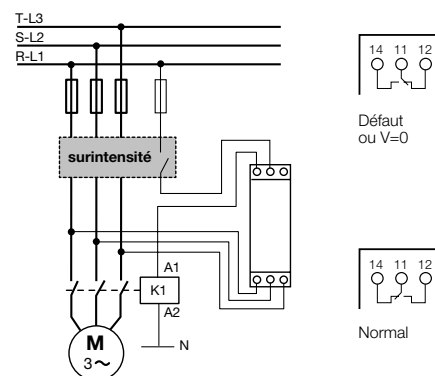 T-L3
S-L2
R-L1
surintensité
A1
K1
A2
N
M
3~
14 11 12
Défaut
ou V=0
14 11 12
Normal